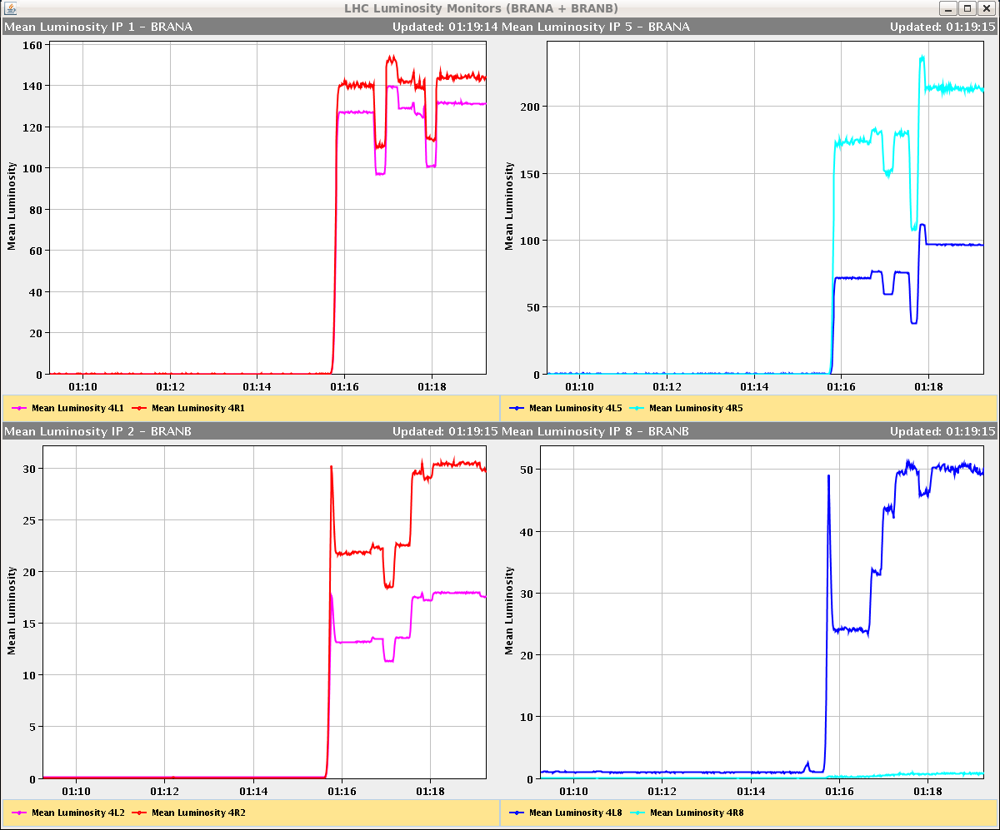 LHC Luminosity Monitors (BRANA + BRANB)
Mean Luminosity IP 1 - BRANA Updated: 01:19:14
160
140
120
100
80
60
40
20
0
Mean Luminosity
01:10 01:12 01:14 01:16 01:18
Mean Luminosity 4L1 Mean Luminosity 4R1
Mean Luminosity IP 5 - BRANA Updated: 01:19:15
200
150
100
50
0
Mean Luminosity
01:10 01:12 01:14 01:16 01:18
Mean Luminosity 4L5 Mean Luminosity 4R5
Mean Luminosity IP 2 - BRANB Updated: 01:19:15
30
25
20
15
10
5
0
Mean Luminosity
01:10 01:12 01:14 01:16 01:18
Mean Luminosity 4L2 Mean Luminosity 4R2
Mean Luminosity IP 8 - BRANB Updated: 01:19:15
50
40
30
20
10
0
Mean Luminosity
01:10 01:12 01:14 01:16 01:18
Mean Luminosity 4L8 Mean Luminosity 4R8